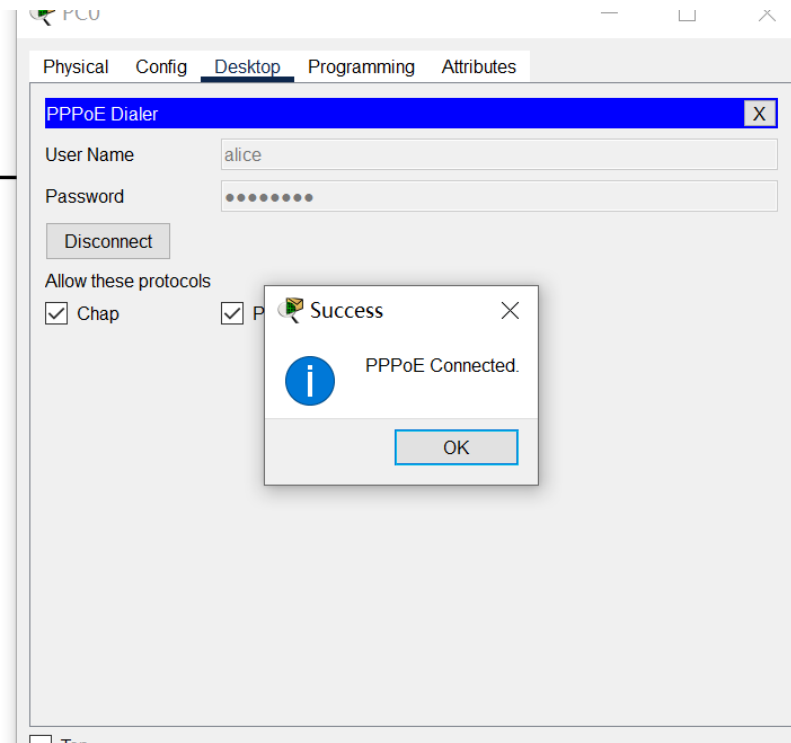 PC0
Physical Config Desktop Programming Attributes
PPPoE Dialer X
User Name alice
Password ●●●●●●●●
Disconnect
Allow these protocols
Chap P
Success
PPPoE Connected.
OK
Top